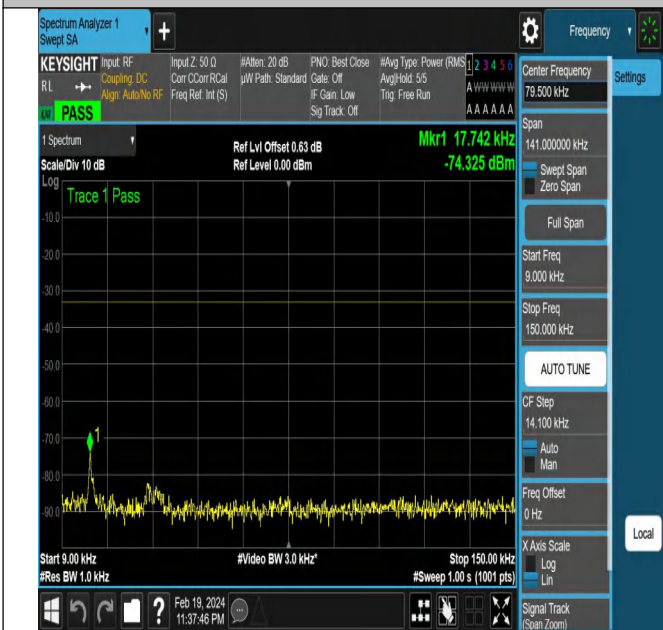 Spectrum Analyzer 1
Swept SA
+
Frequency
KEYSIGHT
RL
LXI
PASS
Input: RF
Coupling: DC
Align: Auto/No RF
Input Z: 50 Ω
Corr CCorr RCal
Freq Ref: Int (S)
#Atten: 20 dB
µW Path: Standard
PNO: Best Close
Gate: Off
IF Gain: Low
Sig Track: Off
#Avg Type: Power (RMS
Avg|Hold: 5/5
Trig: Free Run
1 2 3 4 5 6
A W W W W W
A A A A A A
1 Spectrum
Scale/Div 10 dB
Log
Ref Lvl Offset 0.63 dB
Ref Level 0.00 dBm
Mkr1 17.742 kHz
-74.325 dBm
Trace 1 Pass
-10.0
-20.0
-30.0
-40.0
-50.0
-60.0
-70.0
-80.0
-90.0
1
Start 9.00 kHz
#Res BW 1.0 kHz
#Video BW 3.0 kHz*
Stop 150.00 kHz
#Sweep 1.00 s (1001 pts)
Feb 19, 2024
11:37:46 PM
?
Center Frequency
79.500 kHz
Settings
Span
141.000000 kHz
Swept Span
Zero Span
Full Span
Start Freq
9.000 kHz
Stop Freq
150.000 kHz
AUTO TUNE
CF Step
14.100 kHz
Auto
Man
Freq Offset
0 Hz
Local
X Axis Scale
Log
Lin
Signal Track
(Span Zoom)